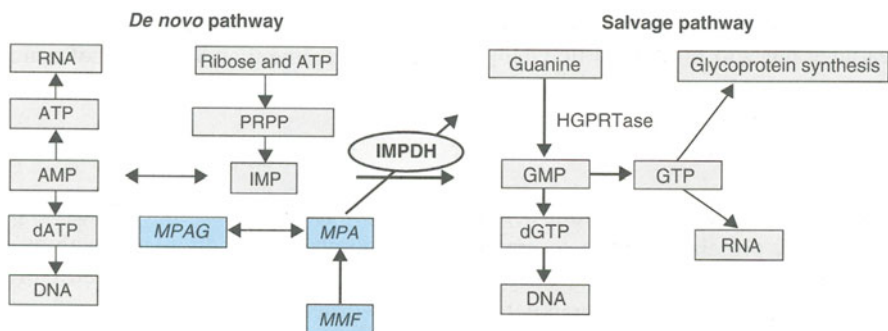 De novo pathway
Salvage pathway
RNA
Ribose and ATP
Guanine
Glycoprotein synthesis
ATP
PRPP
HGPRTase
IMPDH
AMP
IMP
GMP
GTP
dATP
MPAG
MPA
dGTP
RNA
DNA
MMF
DNA